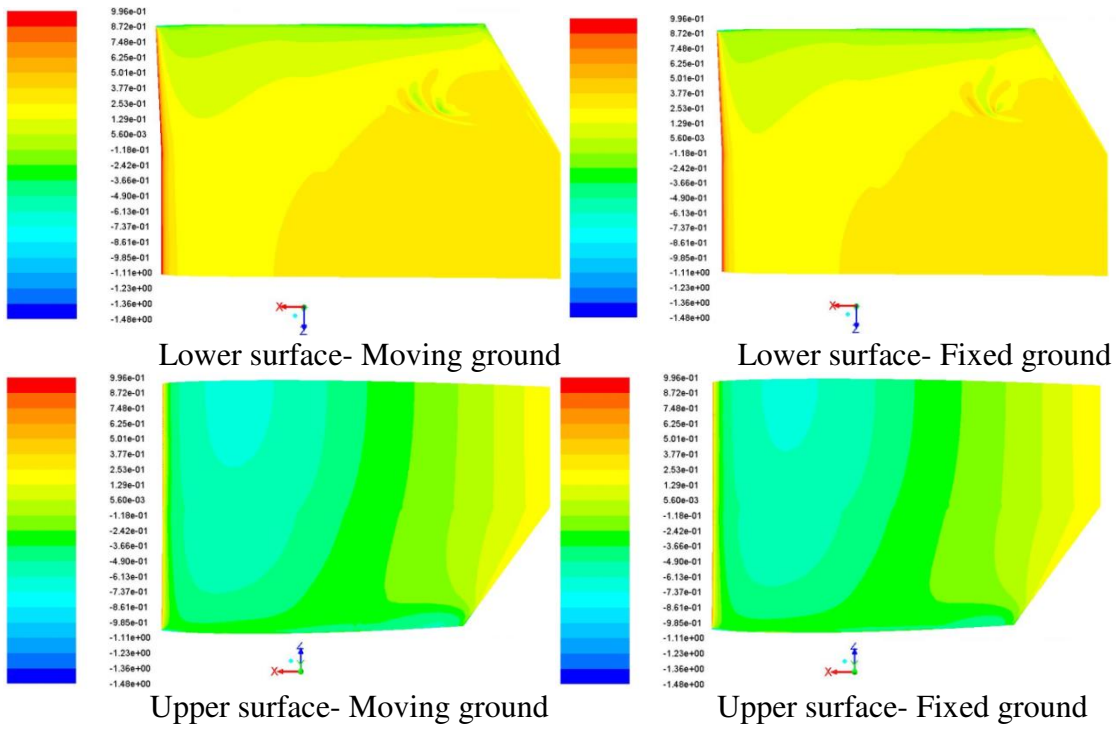 9.96e-01
8.72e-01
7.48e-01
6.25e-01
5.01e-01
3.77e-01
2.53e-01
1.29e-01
5.60e-03
-1.18e-01
-2.42e-01
-3.66e-01
-4.90e-01
-6.13e-01
-7.37e-01
-8.61e-01
-9.85e-01
-1.11e+00
-1.23e+00
-1.36e+00
-1.48e+00
X
Z
Lower surface- Moving ground
9.96e-01
8.72e-01
7.48e-01
6.25e-01
5.01e-01
3.77e-01
2.53e-01
1.29e-01
5.60e-03
-1.18e-01
-2.42e-01
-3.66e-01
-4.90e-01
-6.13e-01
-7.37e-01
-8.61e-01
-9.85e-01
-1.11e+00
-1.23e+00
-1.36e+00
-1.48e+00
X
Z
Lower surface- Fixed ground
9.96e-01
8.72e-01
7.48e-01
6.25e-01
5.01e-01
3.77e-01
2.53e-01
1.29e-01
5.60e-03
-1.18e-01
-2.42e-01
-3.66e-01
-4.90e-01
-6.13e-01
-7.37e-01
-8.61e-01
-9.85e-01
-1.11e+00
-1.23e+00
-1.36e+00
-1.48e+00
Z
X
Upper surface- Moving ground
9.96e-01
8.72e-01
7.48e-01
6.25e-01
5.01e-01
3.77e-01
2.53e-01
1.29e-01
5.60e-03
-1.18e-01
-2.42e-01
-3.66e-01
-4.90e-01
-6.13e-01
-7.37e-01
-8.61e-01
-9.85e-01
-1.11e+00
-1.23e+00
-1.36e+00
-1.48e+00
Z
X
Upper surface- Fixed ground